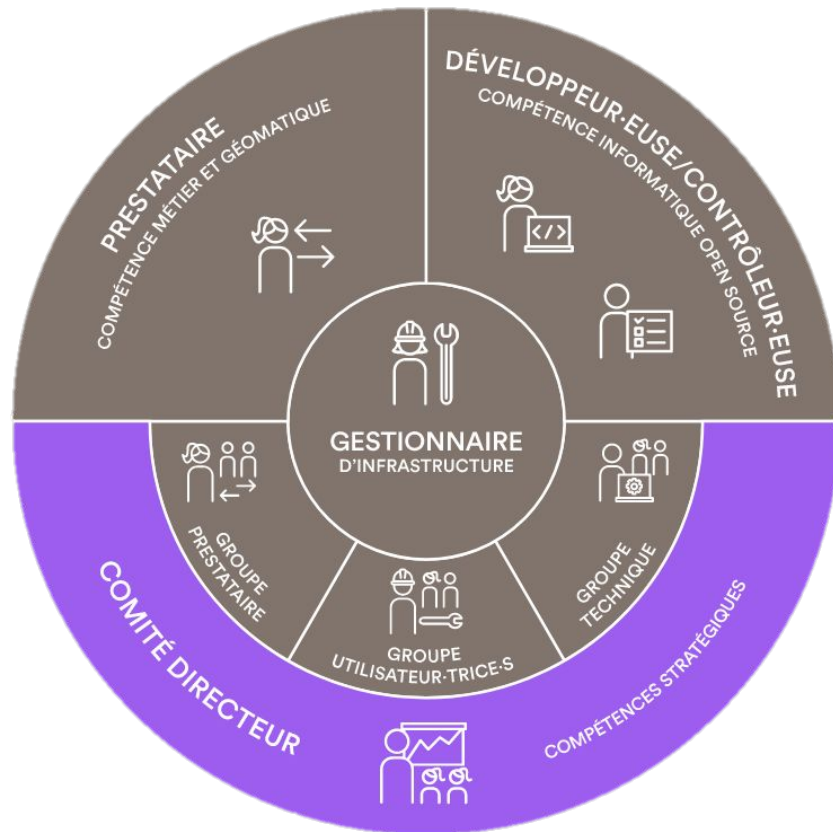 PRESTATAIRE
COMPÉTENCE MÉTIER ET GÉOMATIQUE
DÉVELOPPEUR·EUSE/CONTRÔLEUR·EUSE
COMPÉTENCE INFORMATIQUE OPEN SOURCE
</>
GESTIONNAIRE
D'INFRASTRUCTURE
GROUPE
PRESTATAIRE
GROUPE
UTILISATEUR·TRICE·S
GROUPE
TECHNIQUE
COMITÉ DIRECTEUR
COMPÉTENCES STRATÉGIQUES